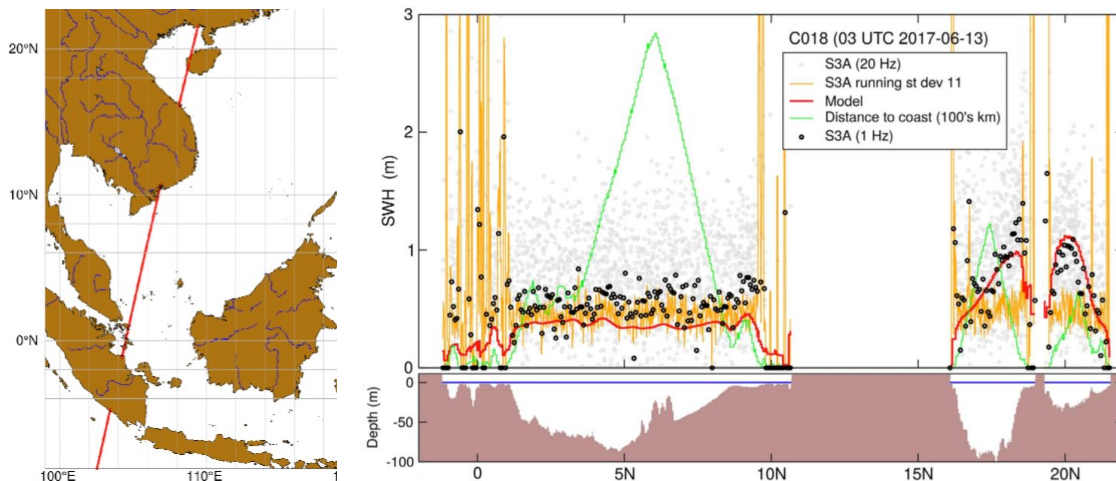 20°N
10°N
0°N
100°E
110°E
1
3
2
1
0
SWH (m)
C018 (03 UTC 2017-06-13)
S3A (20 Hz)
S3A running st dev 11
Model
Distance to coast (100's km)
S3A (1 Hz)
0
-50
-100
Depth (m)
0
5N
10N
15N
20N